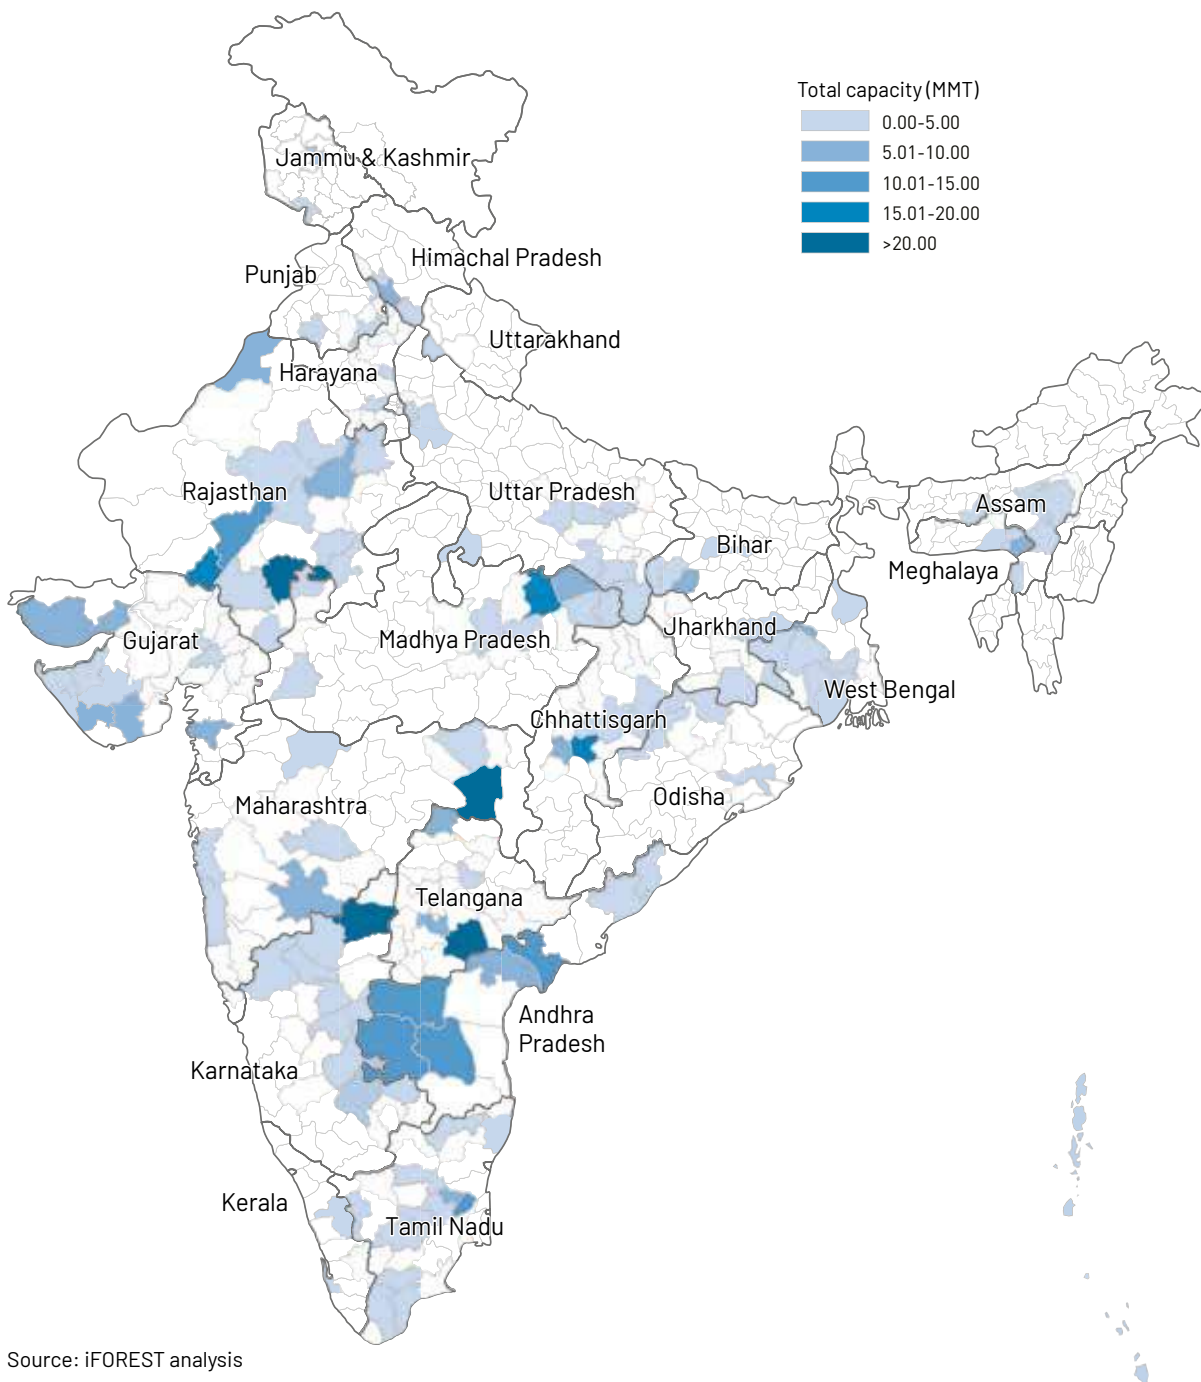 Total capacity (MMT)
0.00-5.00
5.01-10.00
10.01-15.00
15.01-20.00
>20.00
Jammu & Kashmir
Himachal Pradesh
Punjab
Uttarakhand
Harayana
Rajasthan
Uttar Pradesh
Assam
Bihar
Meghalaya
Gujarat
Madhya Pradesh
Jharkhand
West Bengal
Chhattisgarh
Maharashtra
Odisha
Telangana
Andhra
Pradesh
Karnataka
Kerala
Tamil Nadu
Source: iFOREST analysis